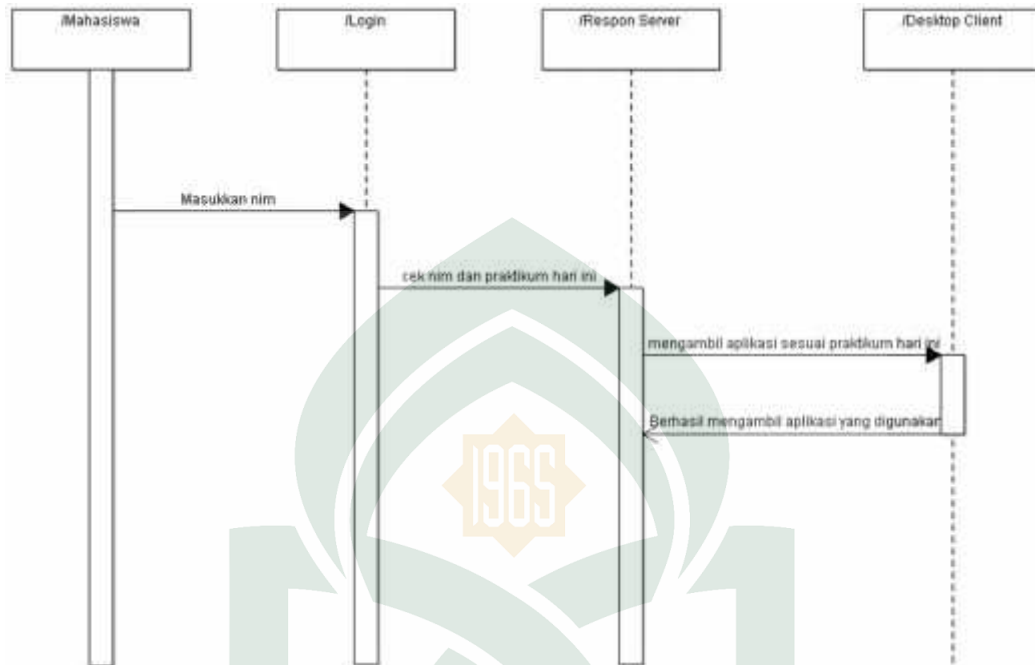 /Mahasiswa
/Login
/Respon Server
/Desktop Client
Masukkan nim
cek nim dan praktikum hari ini
mengambil aplikasi sesuai praktikum hari ini
Berhasil mengambil aplikasi yang digunakan
1965